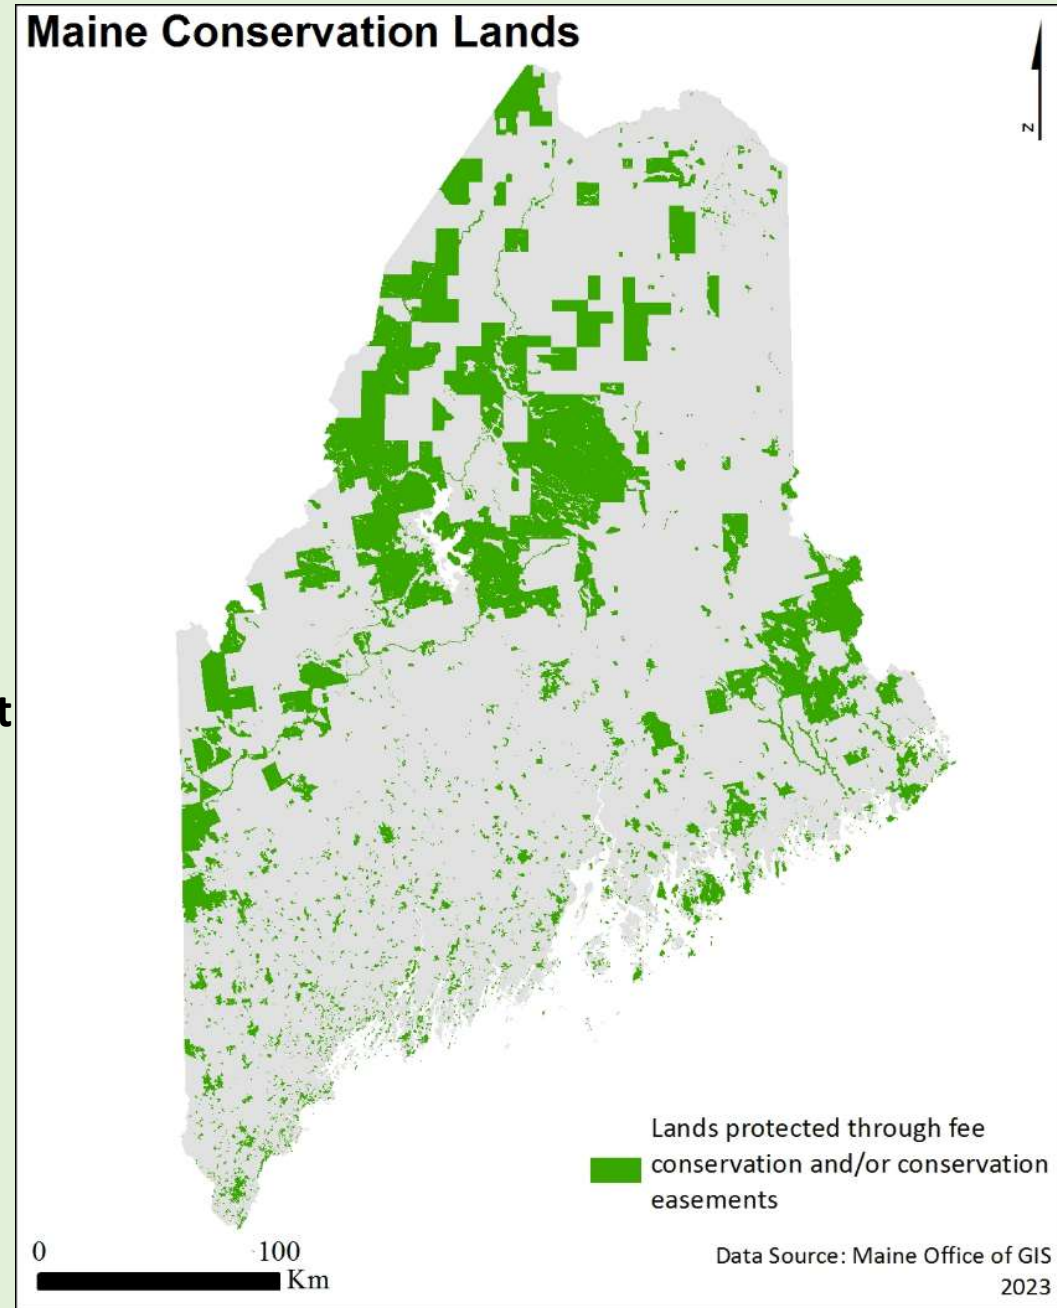 Maine Conservation Lands
N
t
Lands protected through fee
conservation and/or conservation
easements
0 100
Km
Data Source: Maine Office of GIS
2023